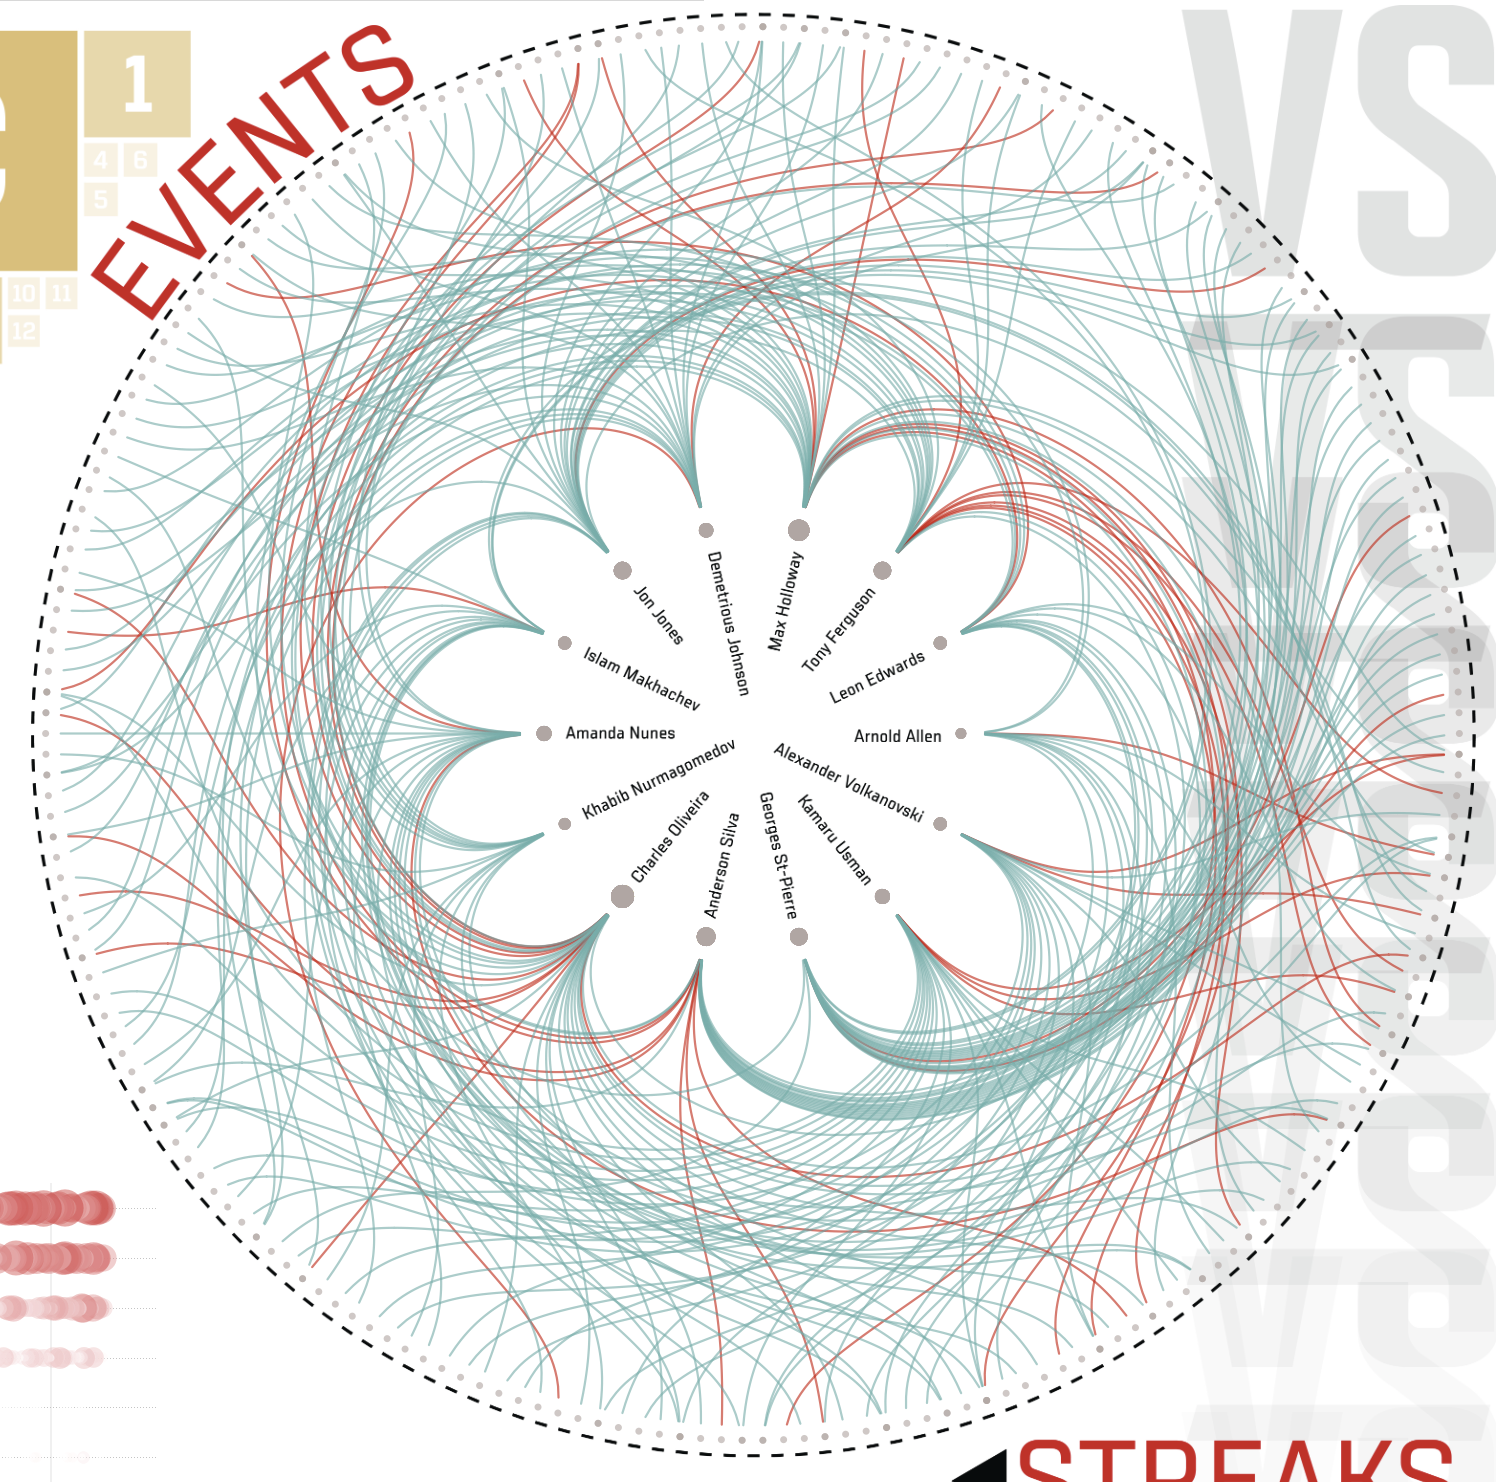 EVENTS
1
4 6
5
10 11
12
VS
VS
VS
VS
VS
VS
VS
VS
VS
VS
Jon Jones
Demetrious Johnson
Max Holloway
Tony Ferguson
Leon Edwards
Arnold Allen
Alexander Volkanovski
Kamaru Usman
Georges St-Pierre
Anderson Silva
Charles Oliveira
Khabib Nurmagomedov
Amanda Nunes
Islam Makhachev
STREAKS